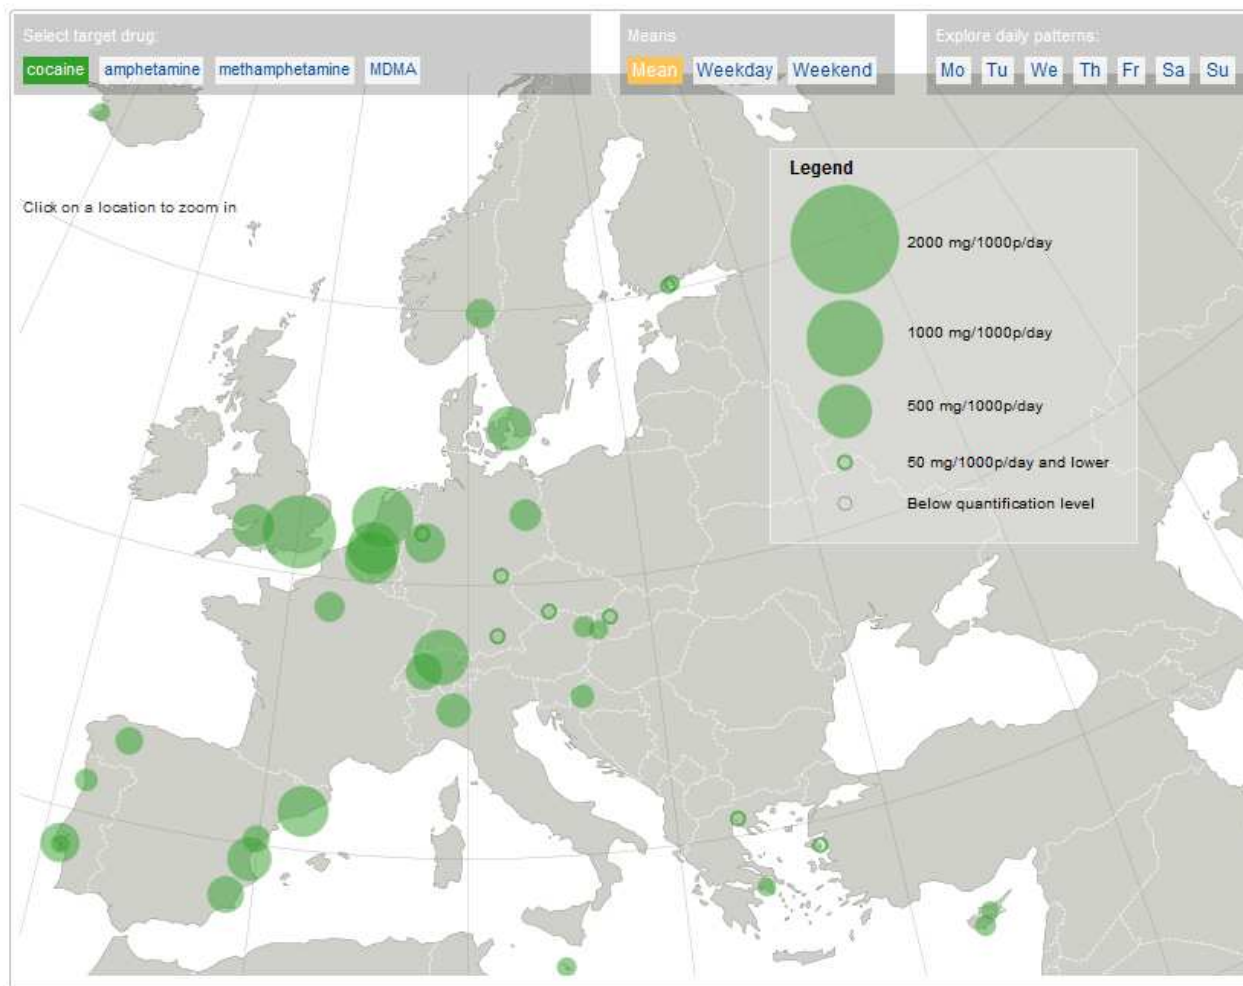 Select target drug:
cocaine amphetamine methamphetamine MDMA
Means
Mean Weekday Weekend
Explore daily patterns:
Mo Tu We Th Fr Sa Su
Click on a location to zoom in
Legend
2000 mg/1000p/day
1000 mg/1000p/day
500 mg/1000p/day
50 mg/1000p/day and lower
Below quantification level